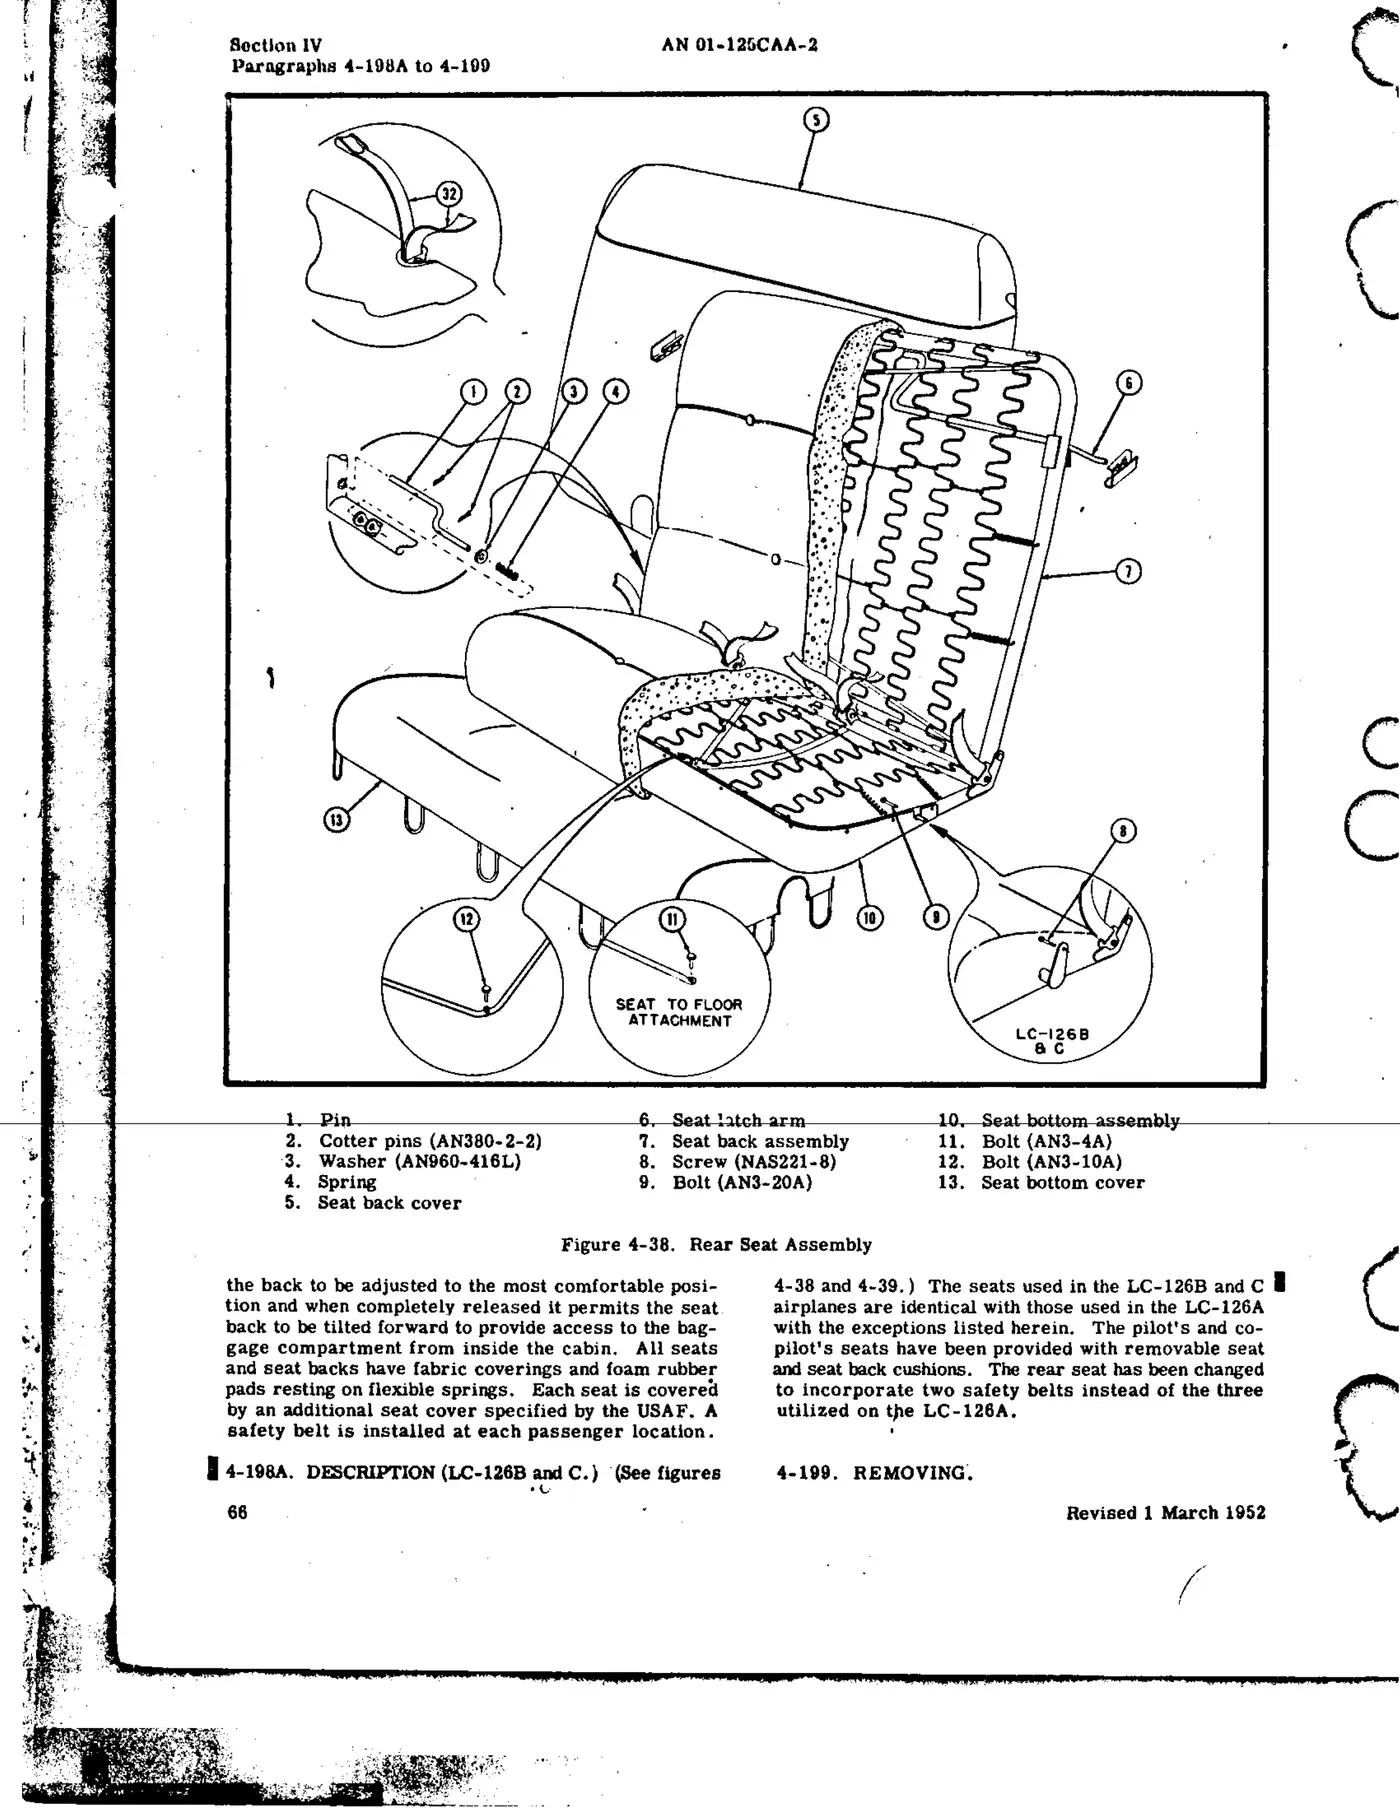 Section IV
AN 01-125CAA-2
Paragraphs 4-198A to 4-199
5
32
1
2
3
4
6
7
13
8
12
11
10
9
SEAT TO FLOOR
ATTACHMENT
LC-126B
& C
1. Pin
2. Cotter pins (AN380-2-2)
3. Washer (AN960-416L)
4. Spring
5. Seat back cover
6. Seat latch arm
7. Seat back assembly
8. Screw (NAS221-8)
9. Bolt (AN3-20A)
10. Seat bottom assembly
11. Bolt (AN3-4A)
12. Bolt (AN3-10A)
13. Seat bottom cover
Figure 4-38. Rear Seat Assembly
the back to be adjusted to the most comfortable posi-
tion and when completely released it permits the seat
back to be tilted forward to provide access to the bag-
gage compartment from inside the cabin. All seats
and seat backs have fabric coverings and foam rubber
pads resting on flexible springs. Each seat is covered
by an additional seat cover specified by the USAF. A
safety belt is installed at each passenger location.
4-198A. DESCRIPTION (LC-126B and C.) (See figures
4-38 and 4-39.) The seats used in the LC-126B and C
airplanes are identical with those used in the LC-126A
with the exceptions listed herein. The pilot's and co-
pilot's seats have been provided with removable seat
and seat back cushions. The rear seat has been changed
to incorporate two safety belts instead of the three
utilized on the LC-126A.
4-199. REMOVING.
66
Revised 1 March 1952